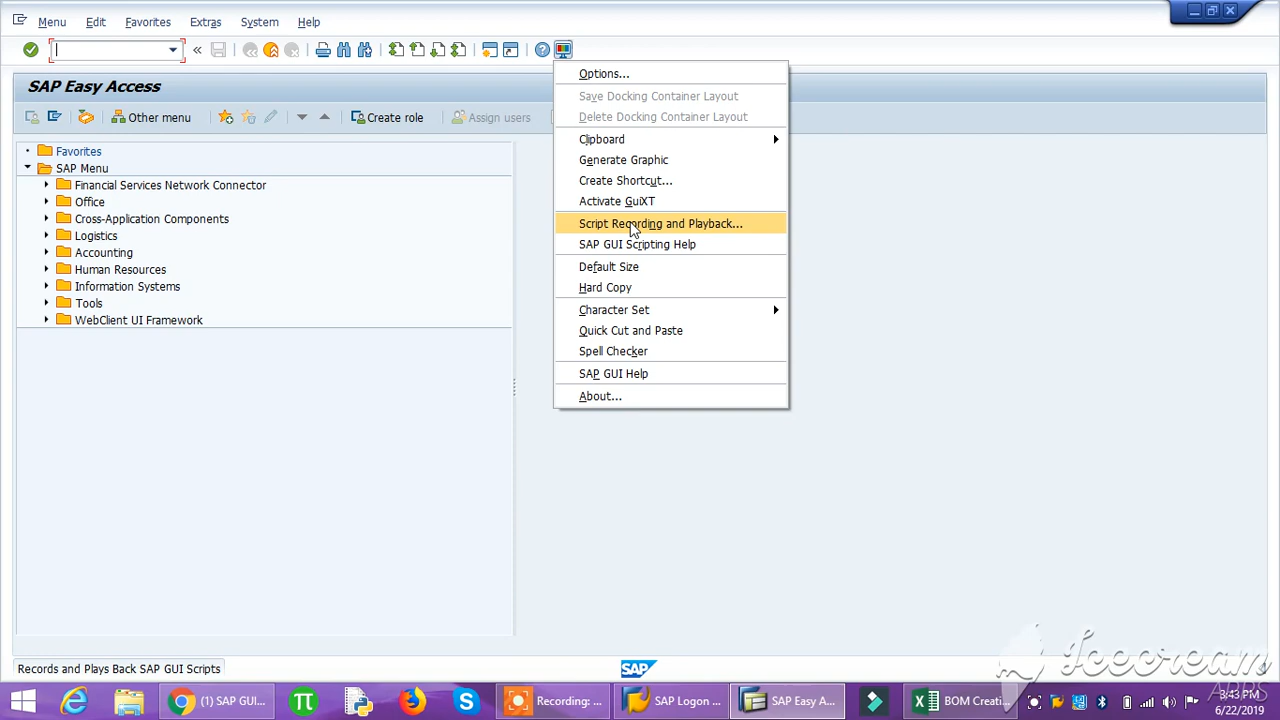 Menu Edit Favorites Extras System Help
SAP Easy Access
Other menu Create role Assign users
Favorites
SAP Menu
Financial Services Network Connector
Office
Cross-Application Components
Logistics
Accounting
Human Resources
Information Systems
Tools
WebClient UI Framework
Options...
Save Docking Container Layout
Delete Docking Container Layout
Clipboard
Generate Graphic
Create Shortcut...
Activate GuiXT
Script Recording and Playback...
SAP GUI Scripting Help
Default Size
Hard Copy
Character Set
Quick Cut and Paste
Spell Checker
SAP GUI Help
About...
Records and Plays Back SAP GUI Scripts
SAP
Icecream
APPS
(1) SAP GUI... Recording: ... SAP Logon ... SAP Easy A... BOM Creati...
3:43 PM
6/22/2019